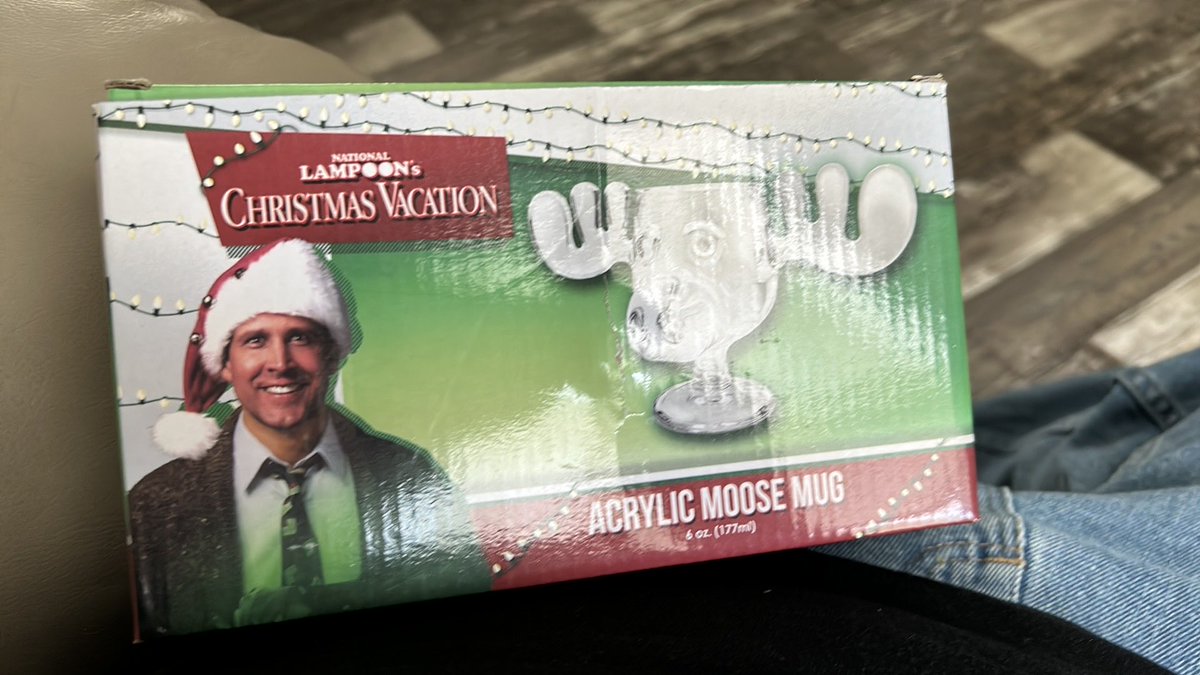 NATIONAL
LAMPOON's
CHRISTMAS VACATION
ACRYLIC MOOSE MUG
6 oz. (177ml)